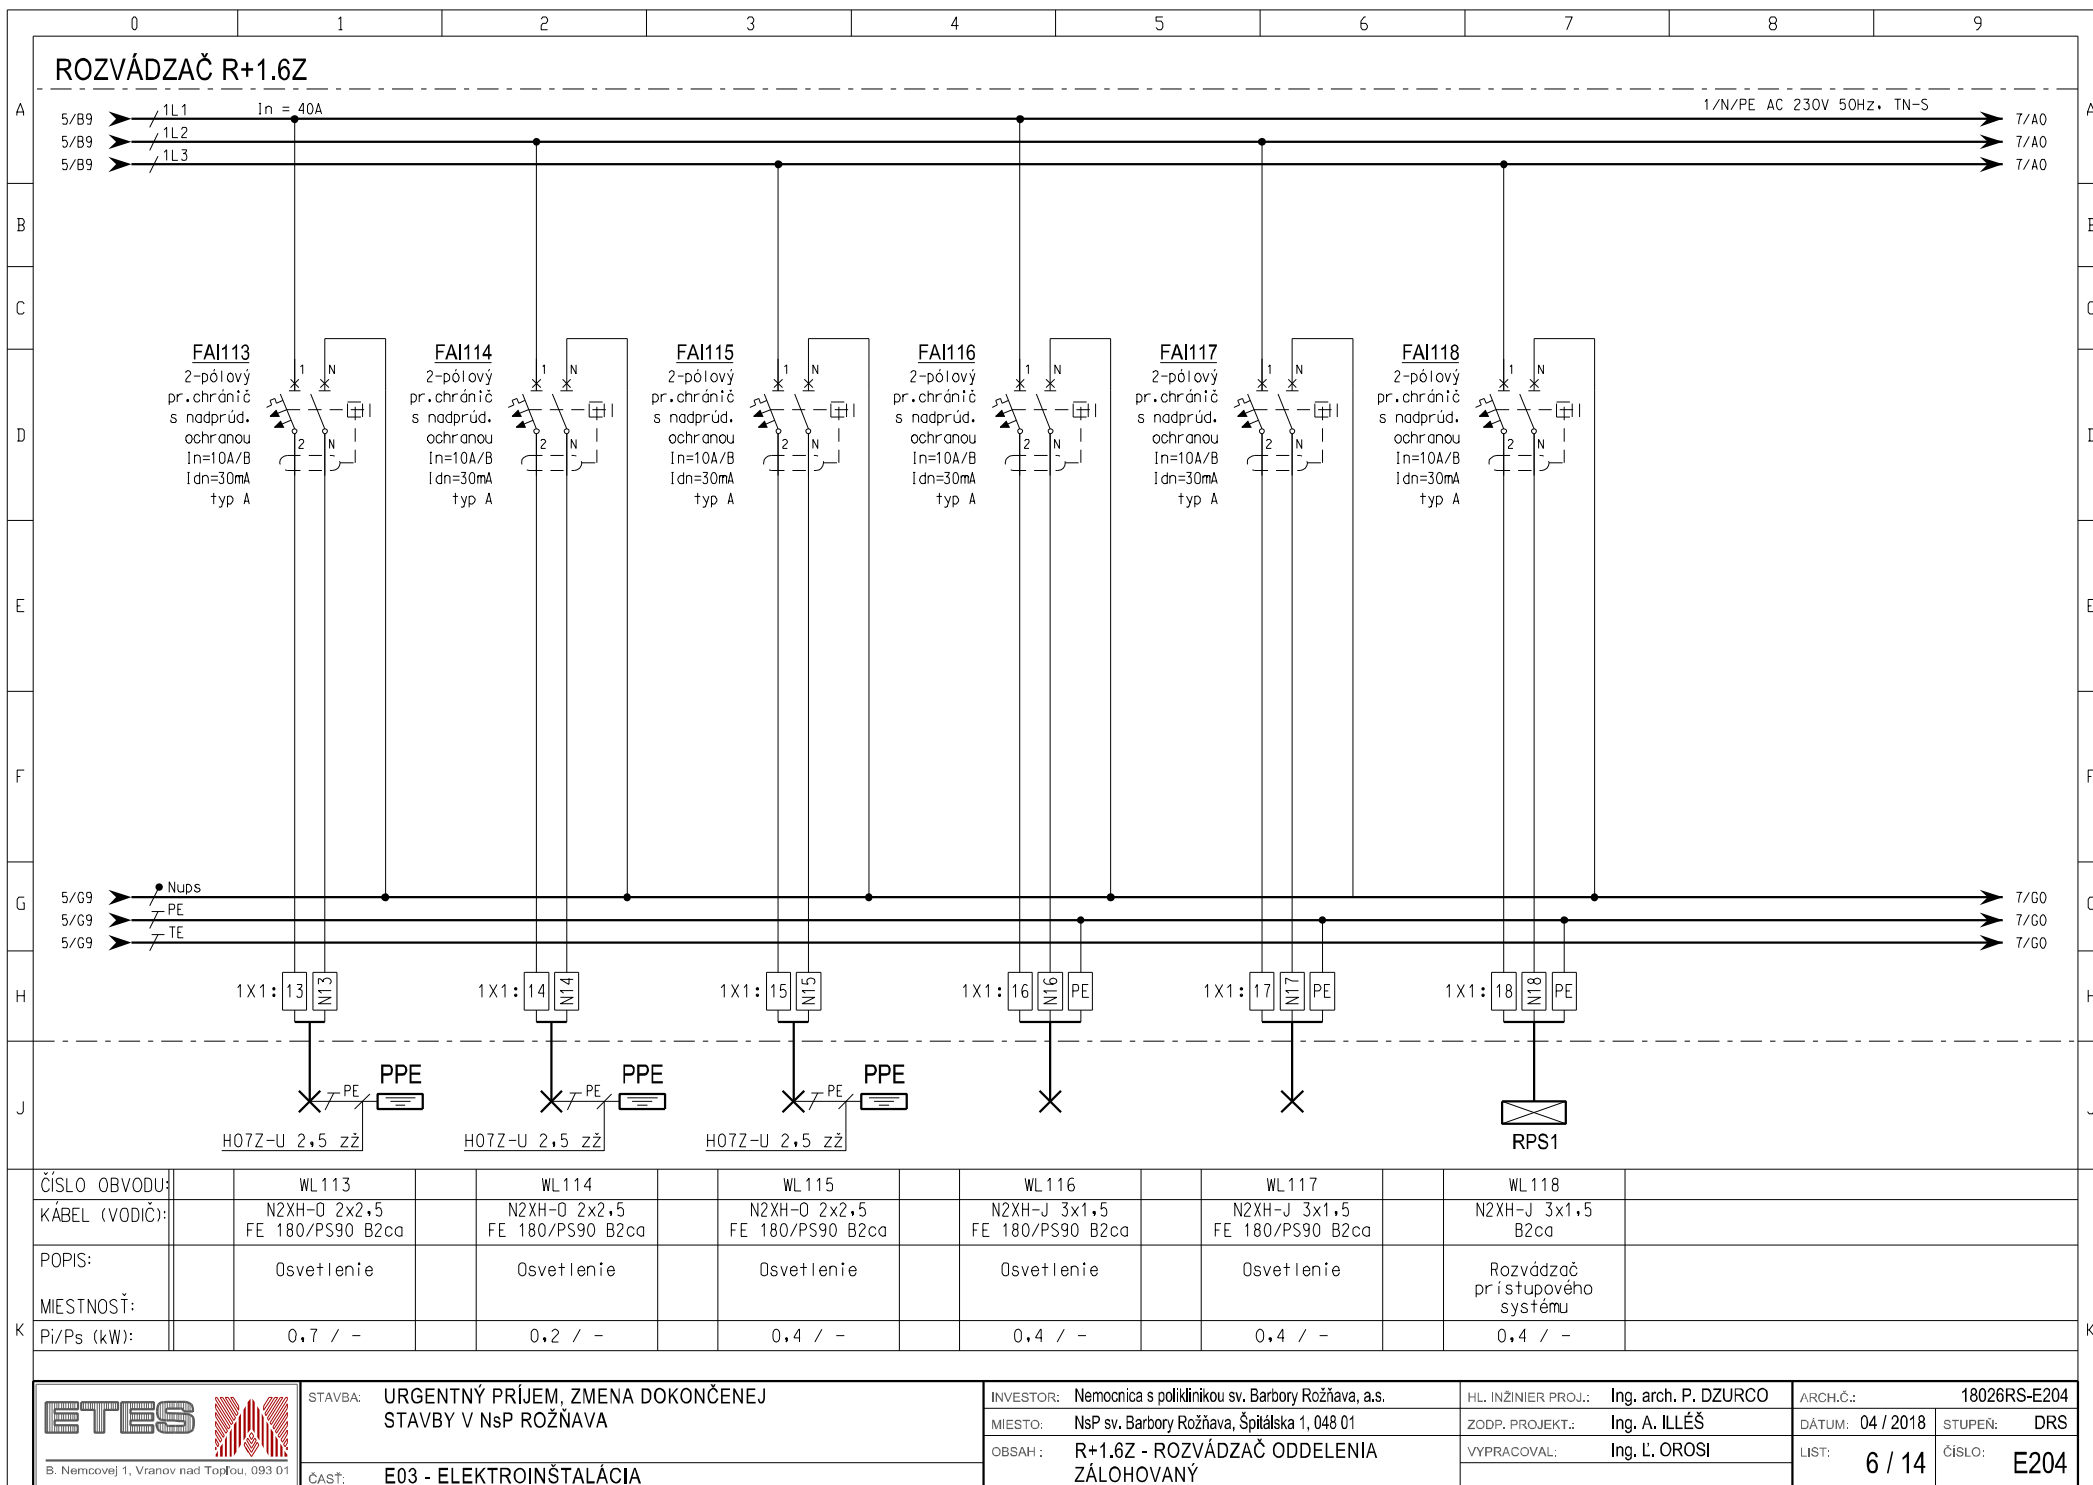 0 1 2 3 4 5 6 7 8 9
ROZVÁDZAČ R+1.6Z
A
5/B9 1L1 In = 40A 1/N/PE AC 230V 50Hz, TN-S 7/A0
5/B9 1L2 7/A0
5/B9 1L3 7/A0
B
C
D
FAI113
2-pólový
pr.chránič
s nadprúd.
ochranou
In=10A/B
Idn=30mA
typ A
1 N
2 N
FAI114
2-pólový
pr.chránič
s nadprúd.
ochranou
In=10A/B
Idn=30mA
typ A
1 N
2 N
FAI115
2-pólový
pr.chránič
s nadprúd.
ochranou
In=10A/B
Idn=30mA
typ A
1 N
2 N
FAI116
2-pólový
pr.chránič
s nadprúd.
ochranou
In=10A/B
Idn=30mA
typ A
1 N
2 N
FAI117
2-pólový
pr.chránič
s nadprúd.
ochranou
In=10A/B
Idn=30mA
typ A
1 N
2 N
FAI118
2-pólový
pr.chránič
s nadprúd.
ochranou
In=10A/B
Idn=30mA
typ A
1 N
2 N
E E
F
G
5/G9 Nups 7/G0
5/G9 PE 7/G0
5/G9 TE 7/G0
H
1X1: 13 N13
1X1: 14 N14
1X1: 15 N15
1X1: 16 N16 PE
1X1: 17 N17 PE
1X1: 18 N18 PE
J
PE PPE
H07Z-U 2,5 zž
PE PPE
H07Z-U 2,5 zž
PE PPE
H07Z-U 2,5 zž
RPS1
ČÍSLO OBVODU: WL113 WL114 WL115 WL116 WL117 WL118
KÁBEL (VODIČ): N2XH-O 2x2,5 N2XH-O 2x2,5 N2XH-O 2x2,5 N2XH-J 3x1,5 N2XH-J 3x1,5 N2XH-J 3x1,5
FE 180/PS90 B2ca FE 180/PS90 B2ca FE 180/PS90 B2ca FE 180/PS90 B2ca FE 180/PS90 B2ca B2ca
POPIS: Osvetlenie Osvetlenie Osvetlenie Osvetlenie Osvetlenie Rozvádzač
prístupového
systému
MIESTNOSŤ:
K Pi/Ps (kW): 0,7 / - 0,2 / - 0,4 / - 0,4 / - 0,4 / - 0,4 / - K
ETES
B. Nemcovej 1, Vranov nad Topľou, 093 01
STAVBA: URGENTNÝ PRÍJEM, ZMENA DOKONČENEJ
STAVBY V NsP ROŽŇAVA
ČASŤ: E03 - ELEKTROINŠTALÁCIA
INVESTOR: Nemocnica s poliklinikou sv. Barbory Rožňava, a.s.
MIESTO: NsP sv. Barbory Rožňava, Špitálska 1, 048 01
OBSAH : R+1.6Z - ROZVÁDZAČ ODDELENIA
ZÁLOHOVANÝ
HL. INŽINIER PROJ.: Ing. arch. P. DZURCO
ZODP. PROJEKT.: Ing. A. ILLÉŠ
VYPRACOVAL: Ing. Ľ. OROSI
ARCH.Č.: 18026RS-E204
DÁTUM: 04 / 2018 STUPEŇ: DRS
LIST: 6 / 14 ČÍSLO: E204